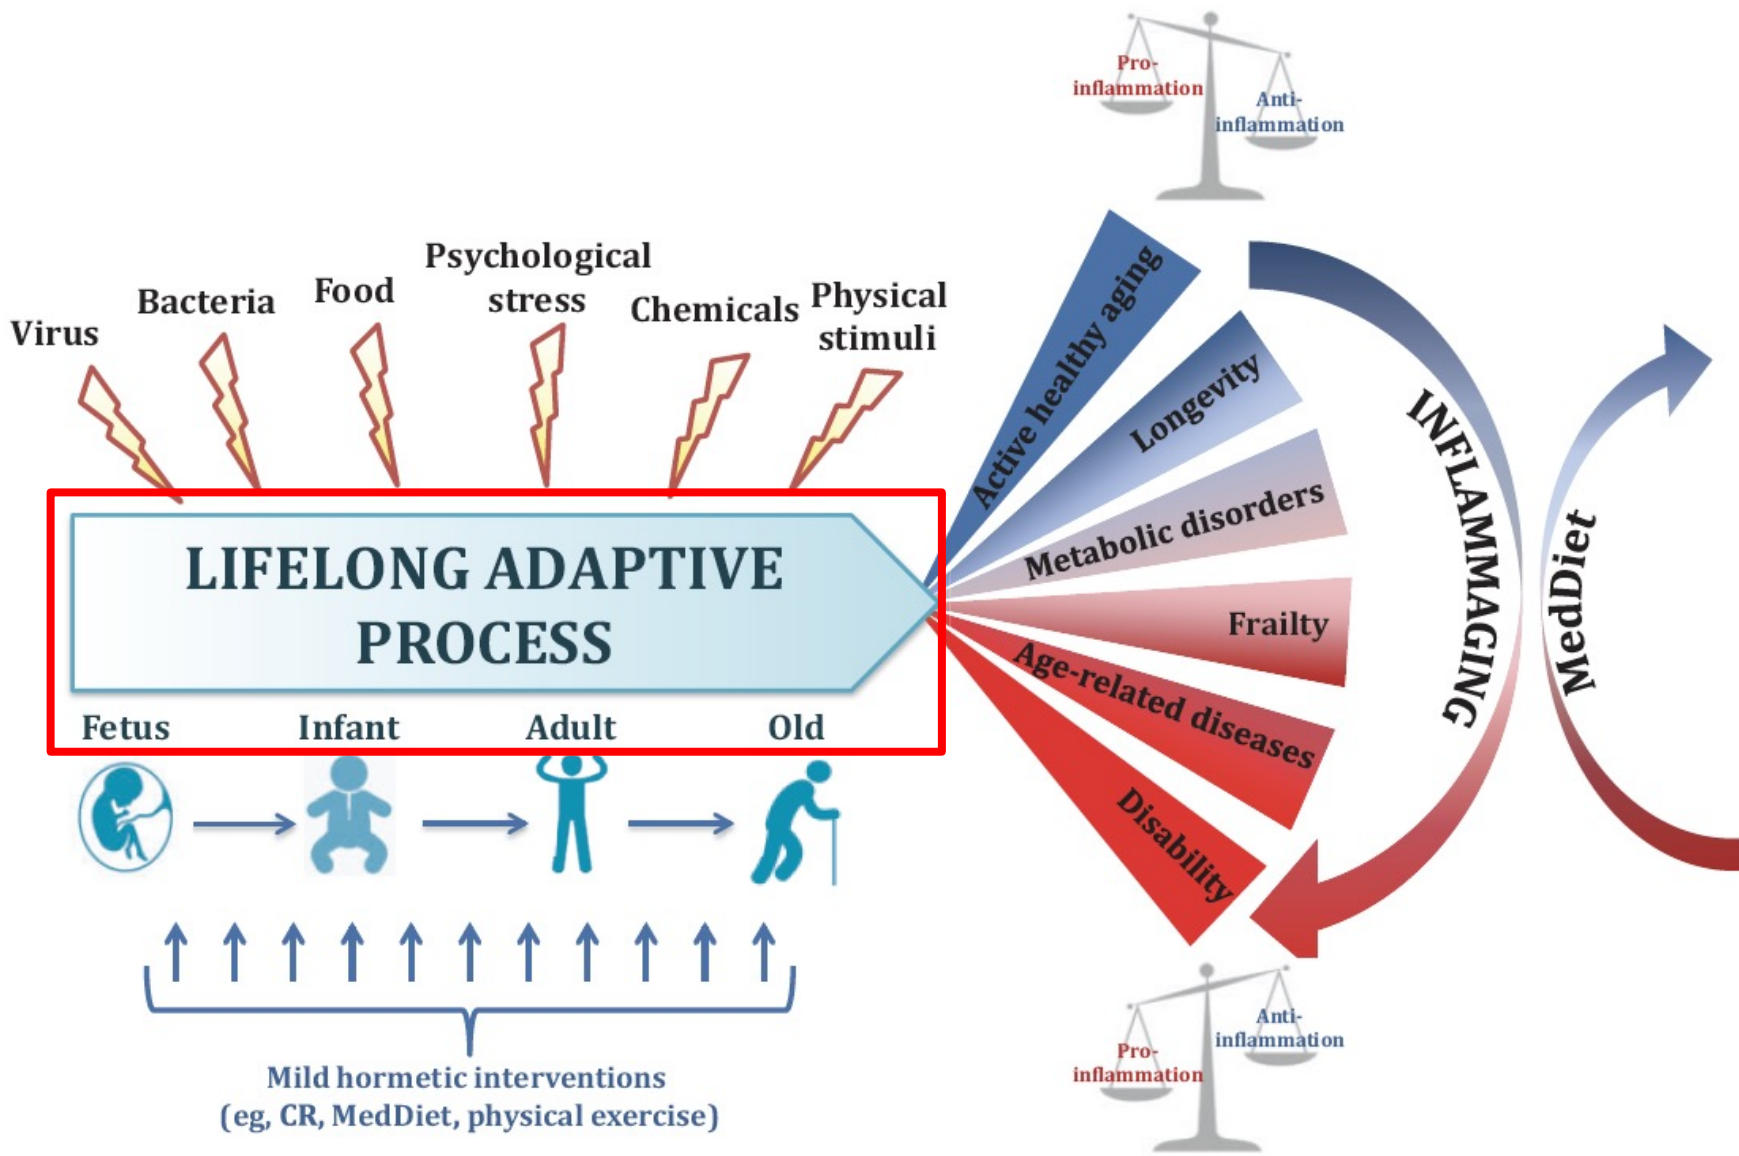 Pro-
inflammation
Anti-
inflammation
Virus
Bacteria
Food
Psychological
stress
Chemicals
Physical
stimuli
LIFELONG ADAPTIVE
PROCESS
Fetus
Infant
Adult
Old
Active healthy aging
Longevity
Metabolic disorders
Frailty
Age-related diseases
Disability
INFLAMMAGING
MedDiet
Mild hormetic interventions
(eg, CR, MedDiet, physical exercise)
Pro-
inflammation
Anti-
inflammation